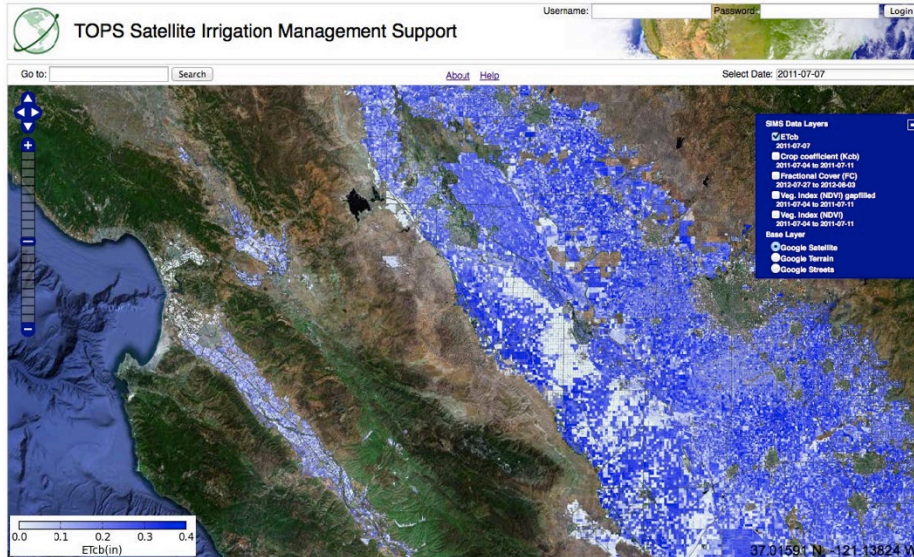 Username: Password: Login
TOPS Satellite Irrigation Management Support
Go to: Search About Help Select Date: 2011-07-07
SIMS Data Layers
ETcb
2011-07-07
Crop coefficient (Kcb)
2011-07-04 to 2011-07-11
Fractional Cover (FC)
2012-07-27 to 2012-08-03
Veg. Index (NDVI) gapfilled
2011-07-04 to 2011-07-11
Veg. Index (NDVI)
2011-07-04 to 2011-07-11
Base Layer
Google Satellite
Google Terrain
Google Streets
0.0 0.1 0.2 0.3 0.4
ETcb(in)
37.01591 N, -121.13824